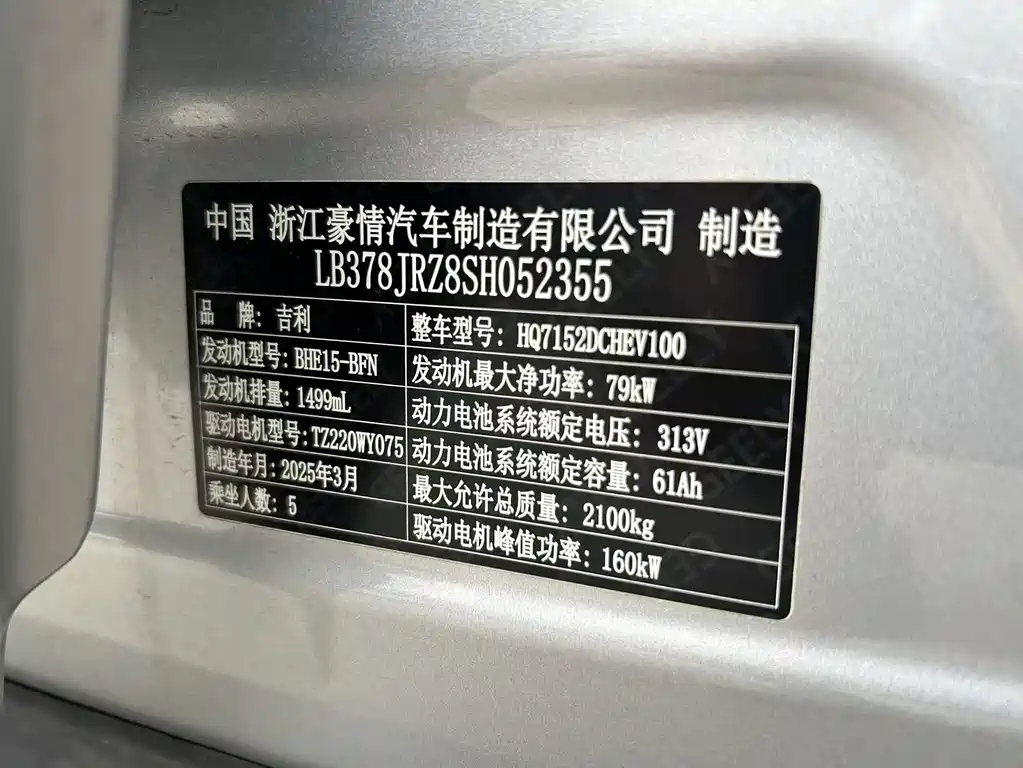 中国 浙江豪情汽车制造有限公司 制造
LB378JRZ8SH052355
品 牌: 吉利
整车型号: HQ7152DCHEV100
发动机型号: BHE15-BFN
发动机最大净功率: 79kW
发动机排量: 1499mL
动力电池系统额定电压: 313V
驱动电机型号: TZ220WY075
动力电池系统额定容量: 61Ah
制造年月: 2025年3月
最大允许总质量: 2100kg
乘坐人数: 5
驱动电机峰值功率: 160kW